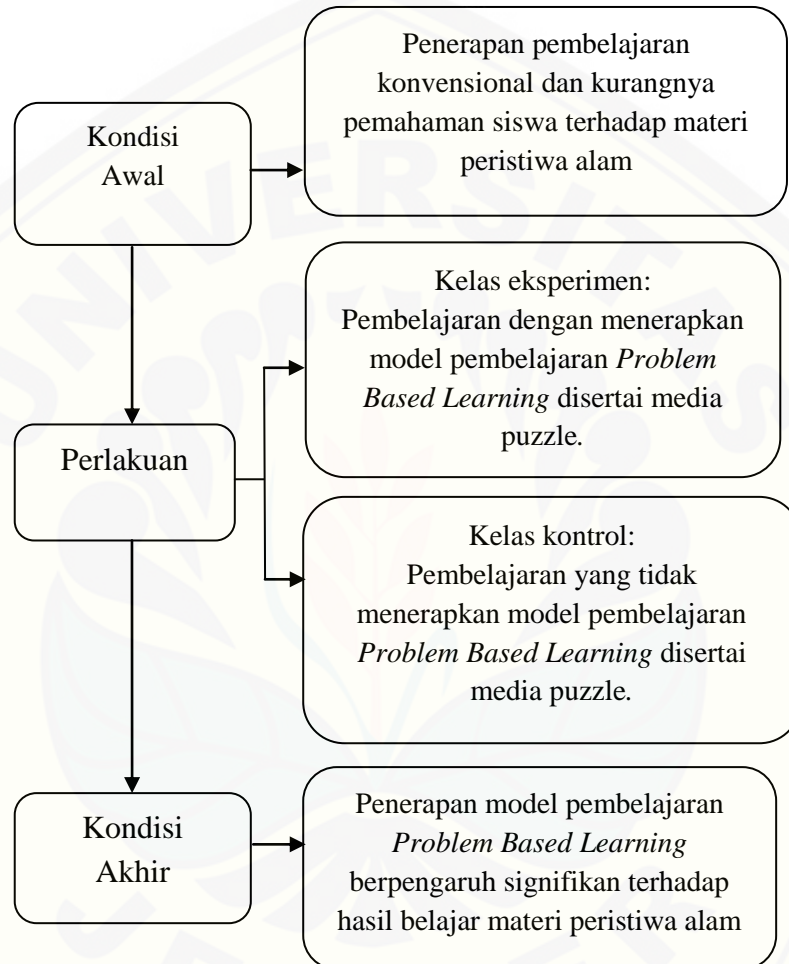 Penerapan pembelajaran
konvensional dan kurangnya
pemahaman siswa terhadap materi
peristiwa alam
Kondisi
Awal
Kelas eksperimen:
Pembelajaran dengan menerapkan
model pembelajaran Problem
Based Learning disertai media
puzzle.
Perlakuan
Kelas kontrol:
Pembelajaran yang tidak
menerapkan model pembelajaran
Problem Based Learning disertai
media puzzle.
Kondisi
Akhir
Penerapan model pembelajaran
Problem Based Learning
berpengaruh signifikan terhadap
hasil belajar materi peristiwa alam
UNIVERSITAS